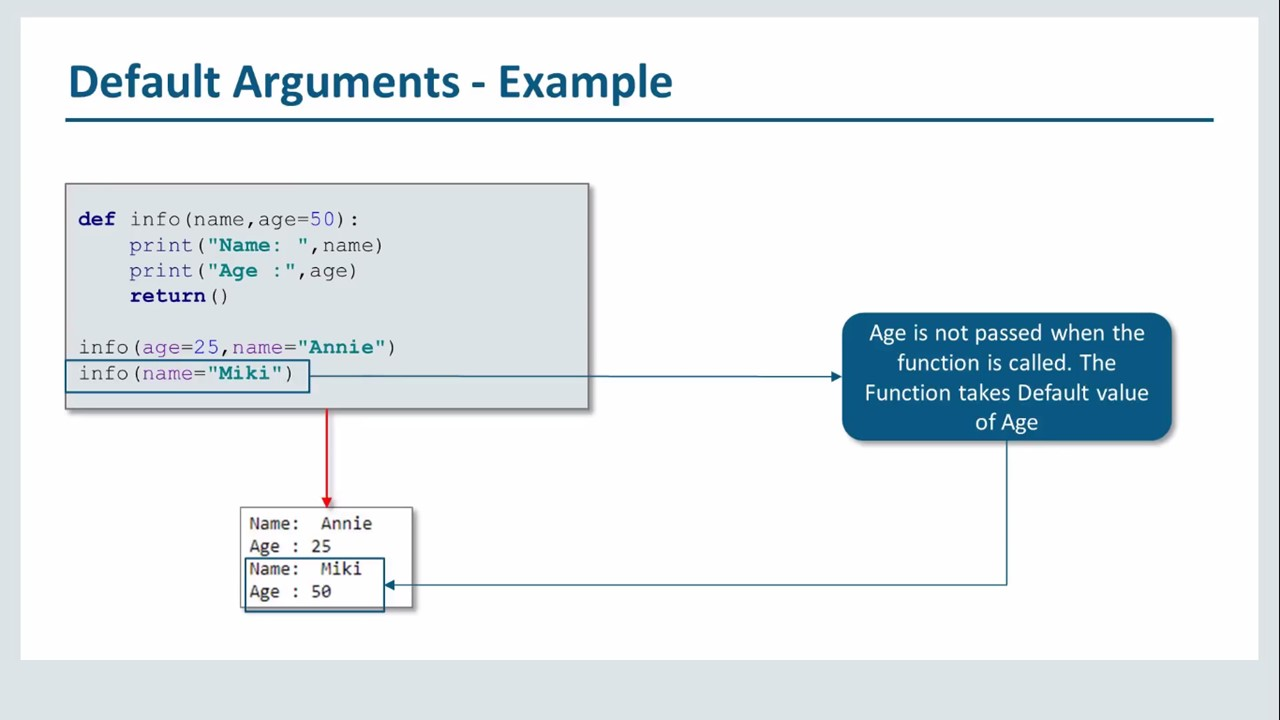 Default Arguments - Example
def info(name,age=50):
    print("Name: ",name)
    print("Age :",age)
    return()
info(age=25,name="Annie")
info(name="Miki")
Age is not passed when the
function is called. The
Function takes Default value
of Age
Name:  Annie
Age : 25
Name:  Miki
Age : 50